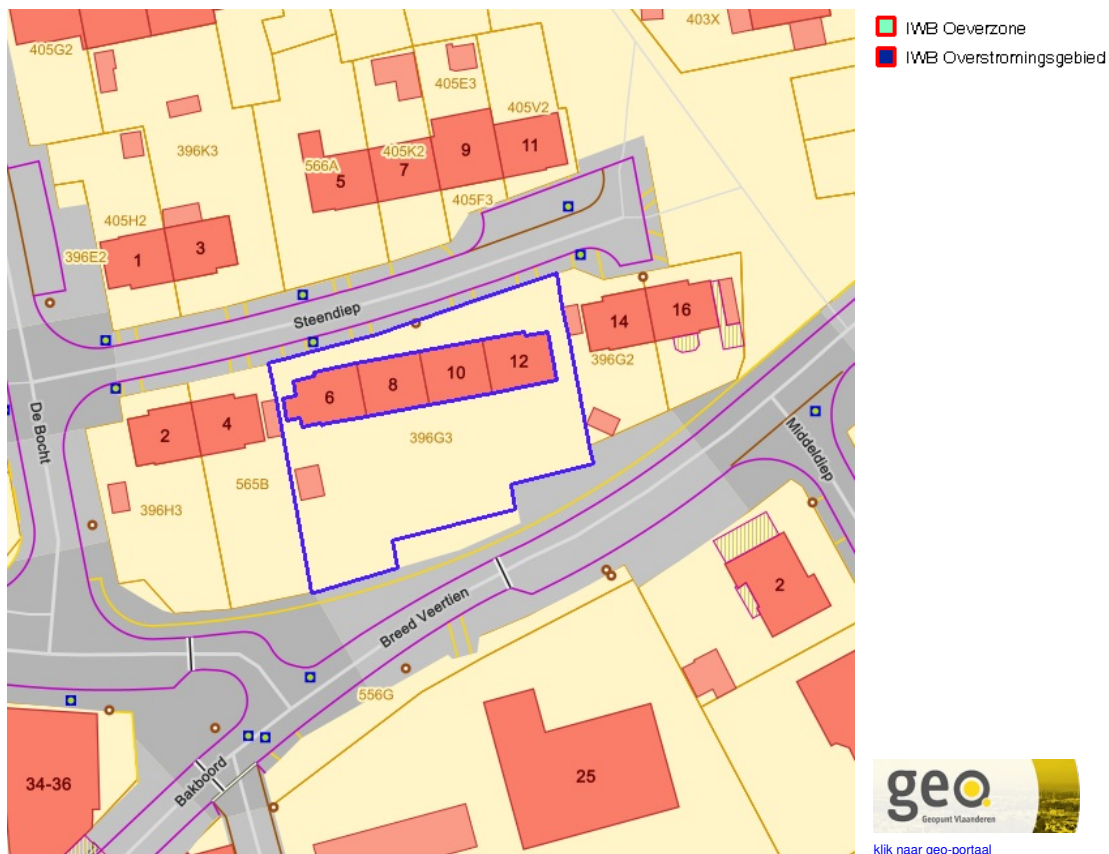 IWB Oeverzone
IWB Overstromingsgebied
405G2
403X
405E3
405V2
396K3
566A
405K2
5
7
9
11
405H2
405F3
396E2
1
3
Steendiep
14
16
396G2
6
8
10
12
De Bocht
2
4
396G3
Middeldiep
565B
396H3
2
Breed Veertien
556G
34-36
Bakboord
25
geo.
Geopunt Vlaanderen
klik naar geo-portaal